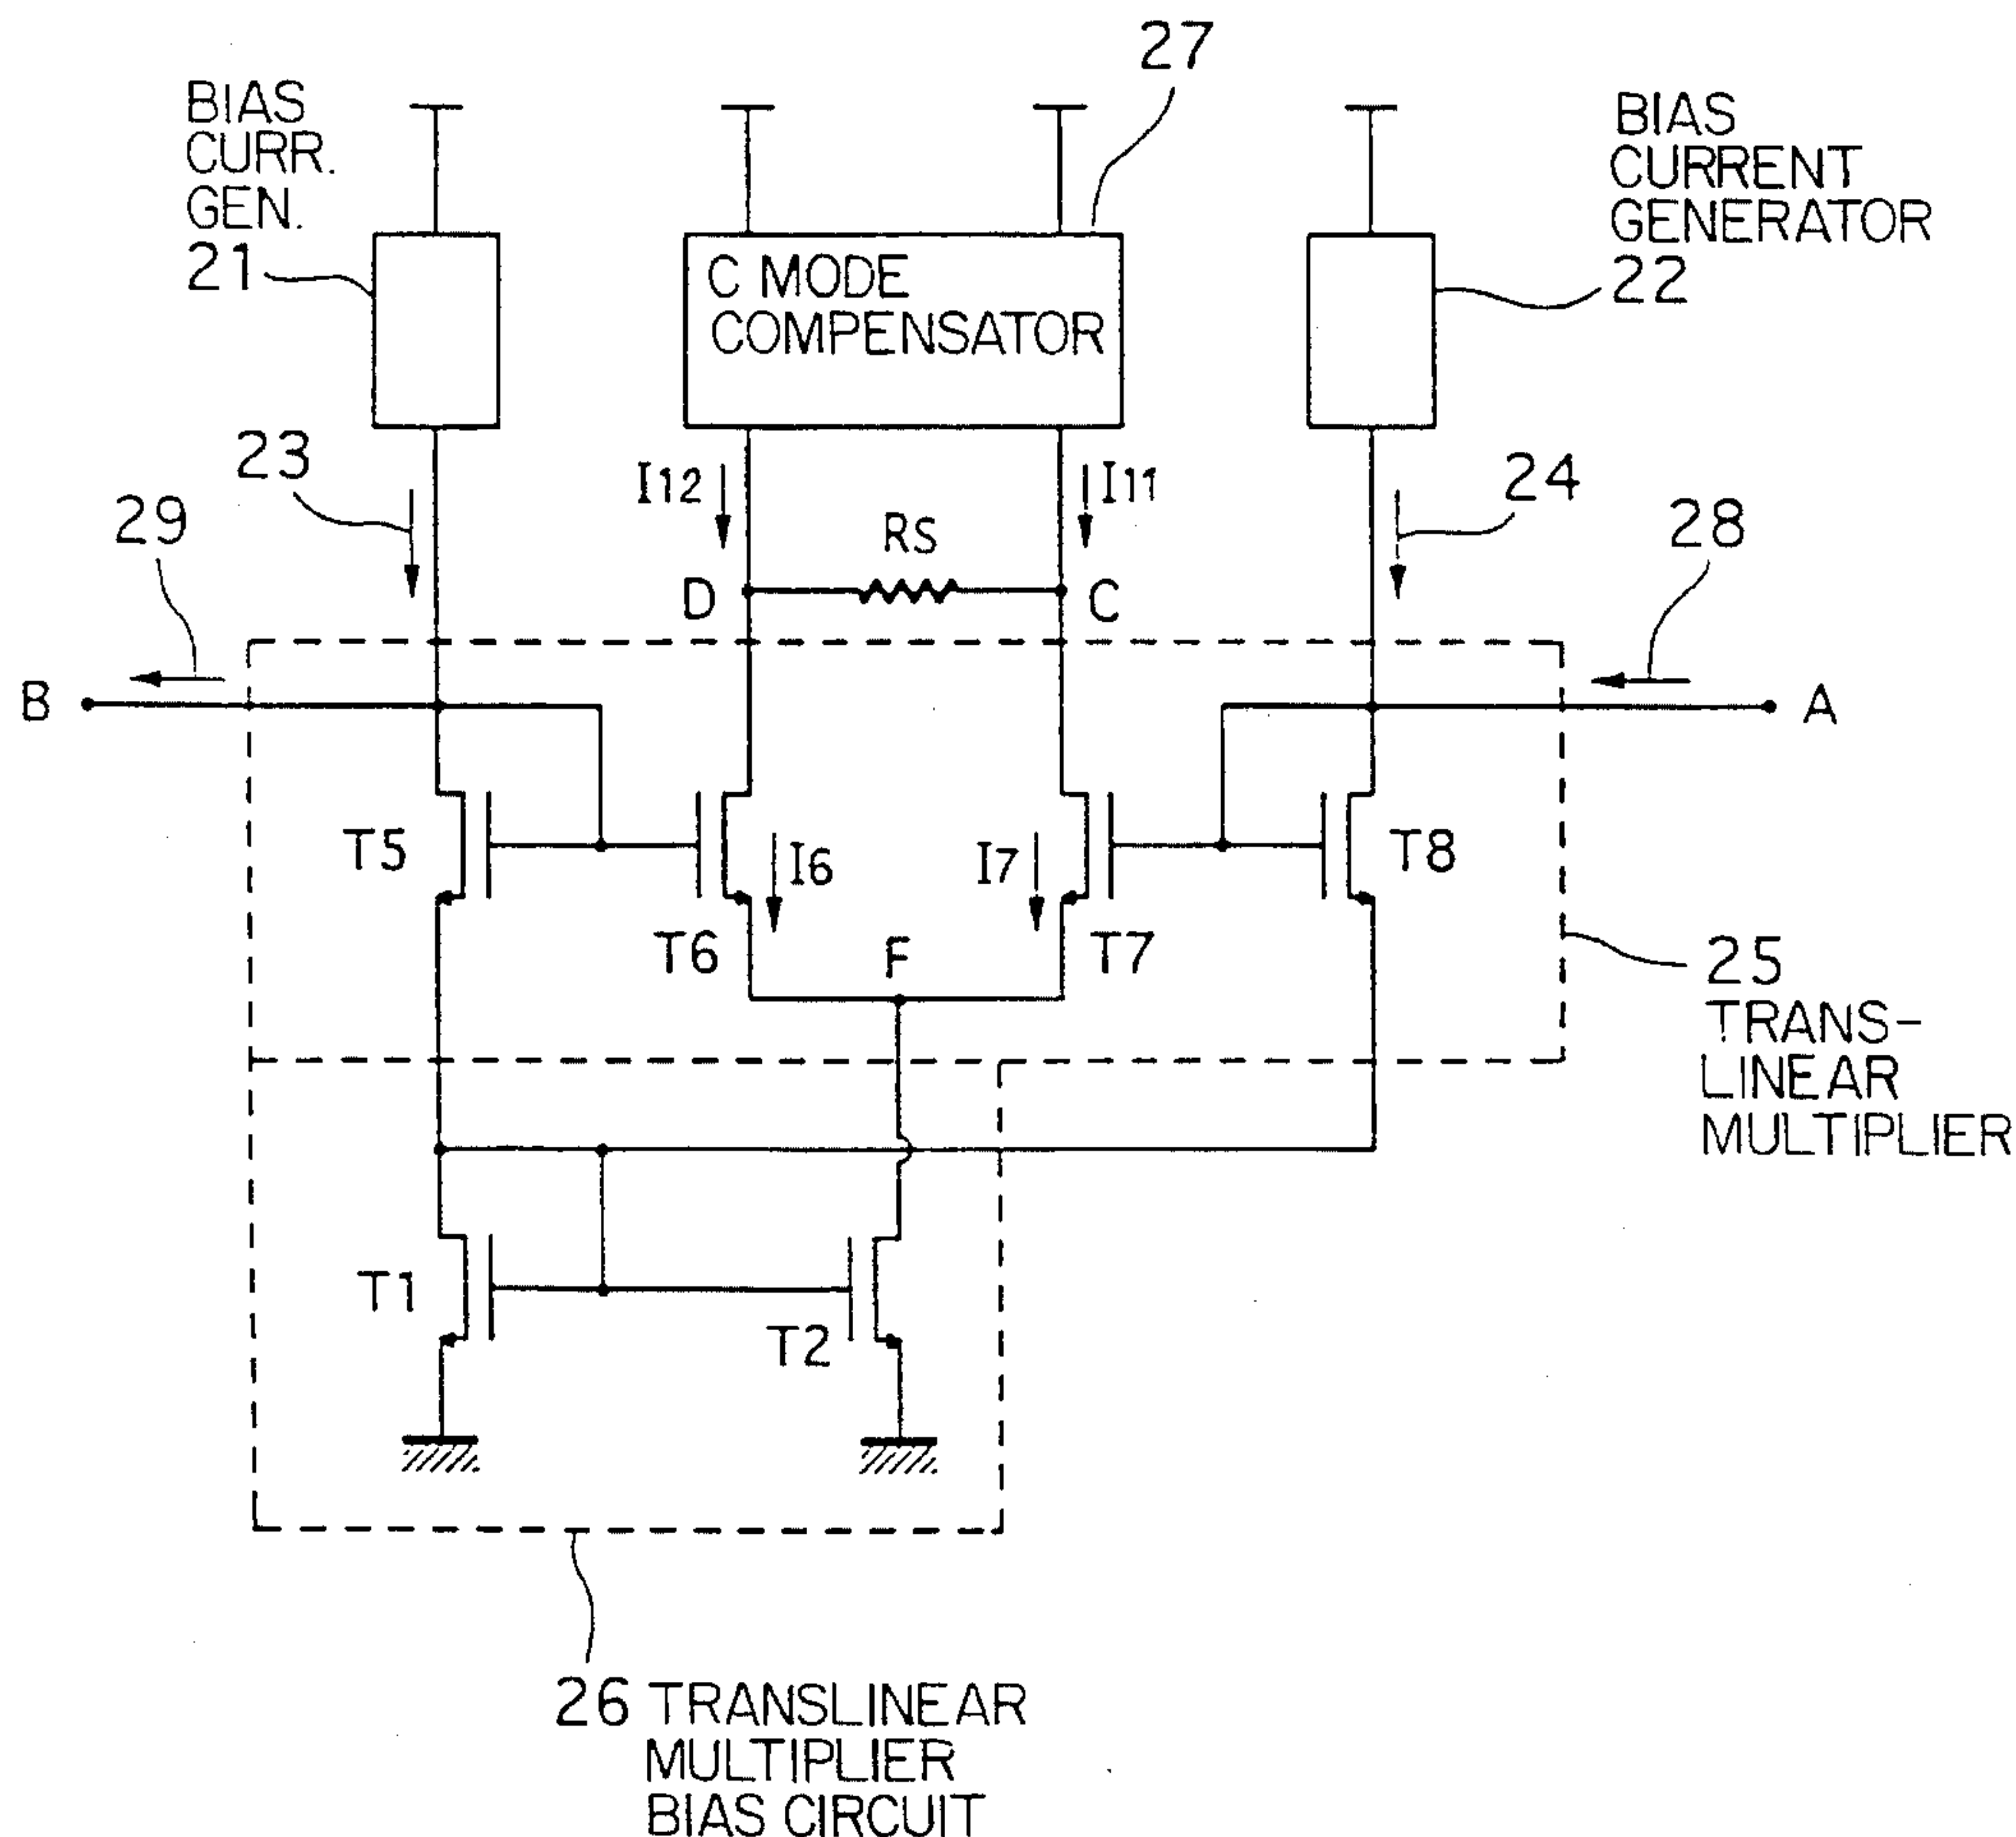 27
BIAS
CURR.
GEN.
21
BIAS
CURRENT
GENERATOR
22
C MODE
COMPENSATOR
23
I12
I11
24
29
RS
28
D
C
B
A
T5
I6
I7
T8
T6
F
T7
25
TRANS-
LINEAR
MULTIPLIER
T1
T2
26 TRANSLINEAR
MULTIPLIER
BIAS CIRCUIT